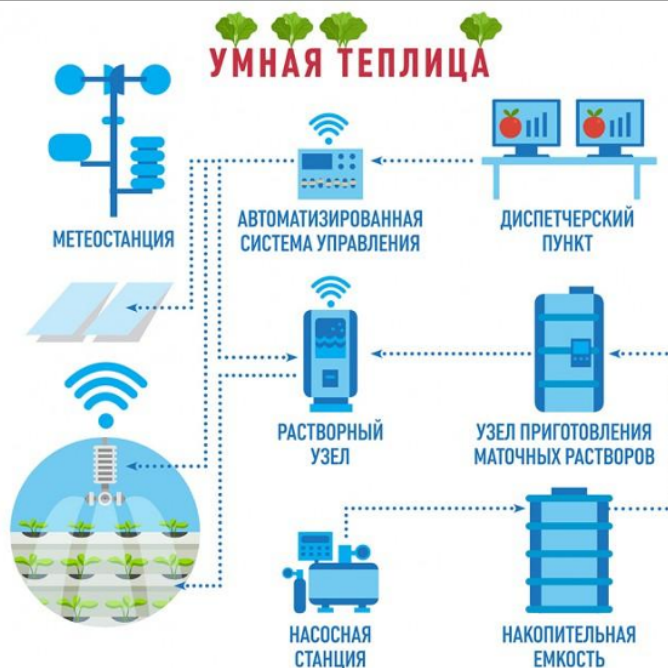 УМНАЯ ТЕПЛИЦА
МЕТЕОСТАНЦИЯ
АВТОМАТИЗИРОВАННАЯ
СИСТЕМА УПРАВЛЕНИЯ
ДИСПЕТЧЕРСКИЙ
ПУНКТ
РАСТВОРНЫЙ
УЗЕЛ
УЗЕЛ ПРИГОТОВЛЕНИЯ
МАТОЧНЫХ РАСТВОРОВ
НАСОСНАЯ
СТАНЦИЯ
НАКОПИТЕЛЬНАЯ
ЕМКОСТЬ